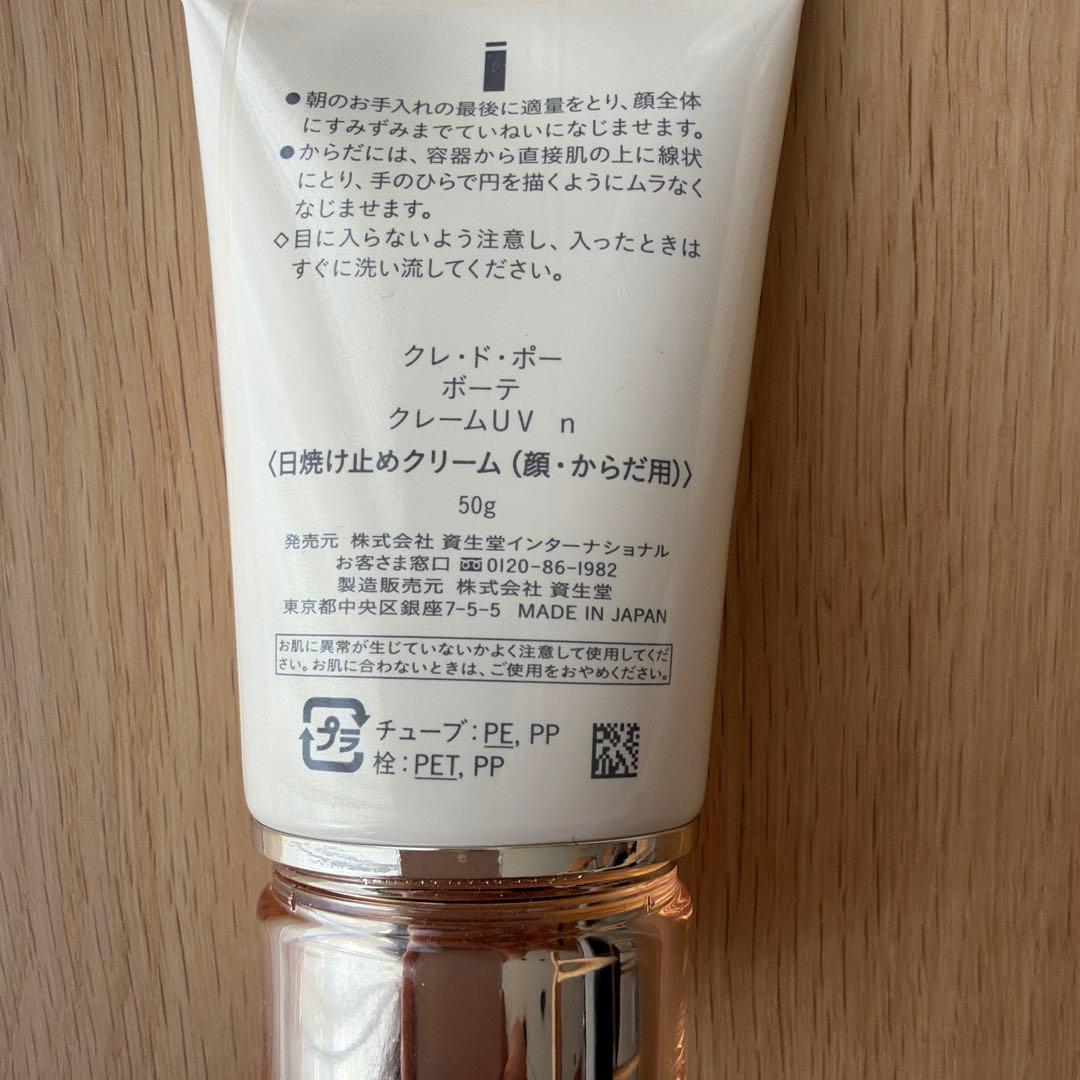 ●朝のお手入れの最後に適量をとり、顔全体
にすみずみまでていねいになじませます。
●からだには、容器から直接肌の上に線状
にとり、手のひらで円を描くようにムラなく
なじませます。
◇目に入らないよう注意し、入ったときは
すぐに洗い流してください。
クレ・ド・ポー
ボーテ
クレームUV n
〈日焼け止めクリーム(顔・からだ用)〉
50g
発売元 株式会社 資生堂インターナショナル
お客さま窓口 0120-86-1982
製造販売元 株式会社 資生堂
東京都中央区銀座7-5-5 MADE IN JAPAN
お肌に異常が生じていないかよく注意して使用してくだ
さい。お肌に合わないときは、ご使用をおやめください。
プラ チューブ:PE, PP
栓:PET, PP